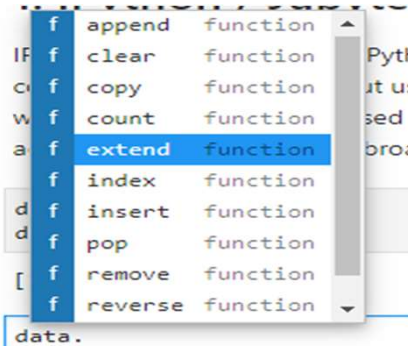 f append function
f clear function
f copy function
f count function
f extend function
f index function
f insert function
f pop function
f remove function
f reverse function
data.